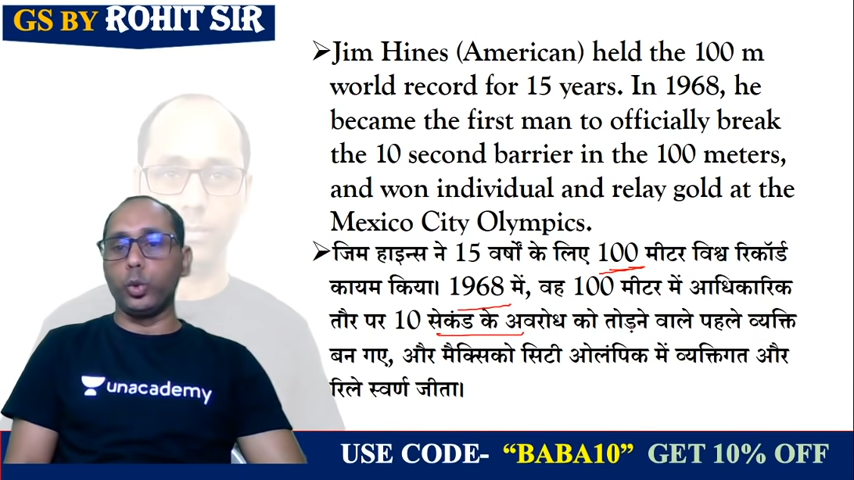 GS BY ROHIT SIR
➢Jim Hines (American) held the 100 m
world record for 15 years. In 1968, he
became the first man to officially break
the 10 second barrier in the 100 meters,
and won individual and relay gold at the
Mexico City Olympics.
➢जिम हाइन्स ने 15 वर्षों के लिए 100 मीटर विश्व रिकॉर्ड
कायम किया। 1968 में, वह 100 मीटर में आधिकारिक
तौर पर 10 सेकंड के अवरोध को तोड़ने वाले पहले व्यक्ति
बन गए, और मैक्सिको सिटी ओलंपिक में व्यक्तिगत और
रिले स्वर्ण जीता।
unacademy
USE CODE- “BABA10” GET 10% OFF